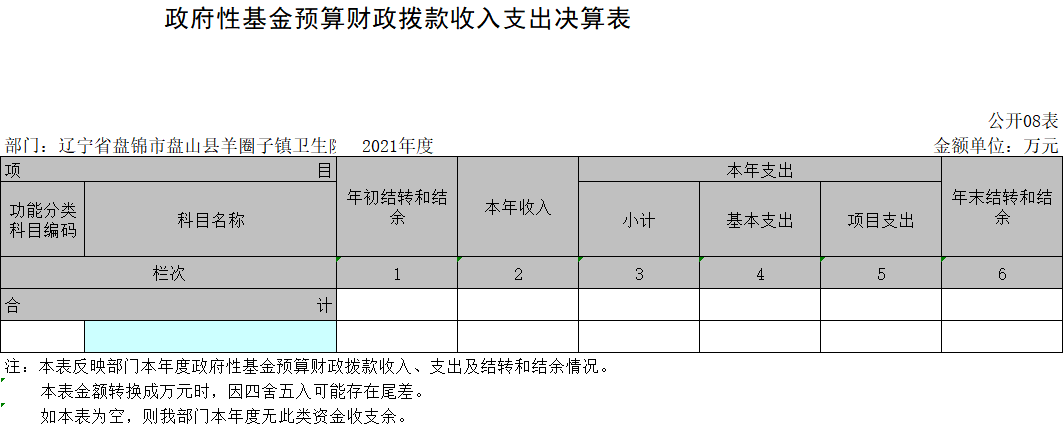 政府性基金预算财政拨款收入支出决算表
公开08表
部门：辽宁省盘锦市盘山县羊圈子镇卫生 2021年度 金额单位：万元
项 目 年初结转和结余 本年收入 本年支出 年末结转和结余
功能分类科目编码 科目名称 小计 基本支出 项目支出
栏次 1 2 3 4 5 6
合 计
注：本表反映部门本年度政府性基金预算财政拨款收入、支出及结转和结余情况。
本表金额转换成万元时，因四舍五入可能存在尾差。
如本表为空，则我部门本年度无此类资金收支余。